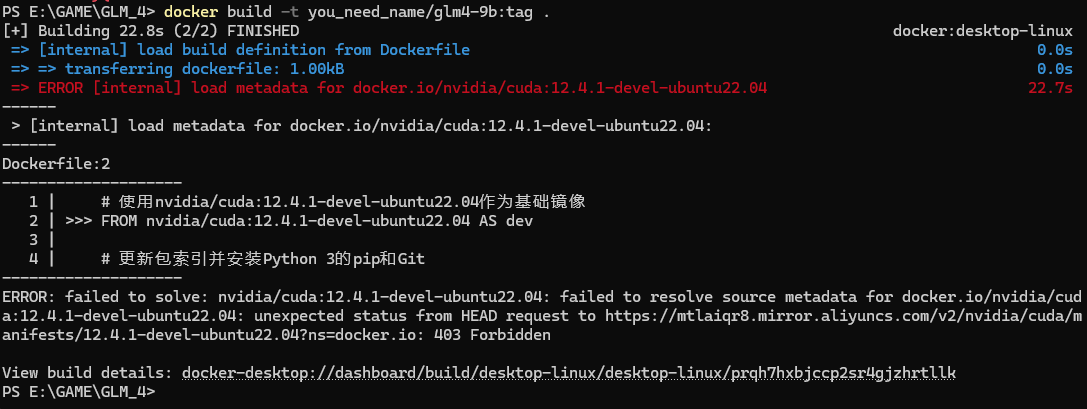 PS E:\GAME\GLM_4> docker build -t you_need_name/glm4-9b:tag .
[+] Building 22.8s (2/2) FINISHED docker:desktop-linux
=> [internal] load build definition from Dockerfile 0.0s
=> => transferring dockerfile: 1.00kB 0.0s
=> ERROR [internal] load metadata for docker.io/nvidia/cuda:12.4.1-devel-ubuntu22.04 22.7s
------
> [internal] load metadata for docker.io/nvidia/cuda:12.4.1-devel-ubuntu22.04:
------
Dockerfile:2
--------------------
1 | # 使用nvidia/cuda:12.4.1-devel-ubuntu22.04作为基础镜像
2 | >>> FROM nvidia/cuda:12.4.1-devel-ubuntu22.04 AS dev
3 |
4 | # 更新包索引并安装Python 3的pip和Git
--------------------
ERROR: failed to solve: nvidia/cuda:12.4.1-devel-ubuntu22.04: failed to resolve source metadata for docker.io/nvidia/cud
a:12.4.1-devel-ubuntu22.04: unexpected status from HEAD request to https://mtlaiqr8.mirror.aliyuncs.com/v2/nvidia/cuda/m
anifests/12.4.1-devel-ubuntu22.04?ns=docker.io: 403 Forbidden
View build details: docker-desktop://dashboard/build/desktop-linux/desktop-linux/prqh7hxbjccp2sr4gjzhrtllk
PS E:\GAME\GLM_4>